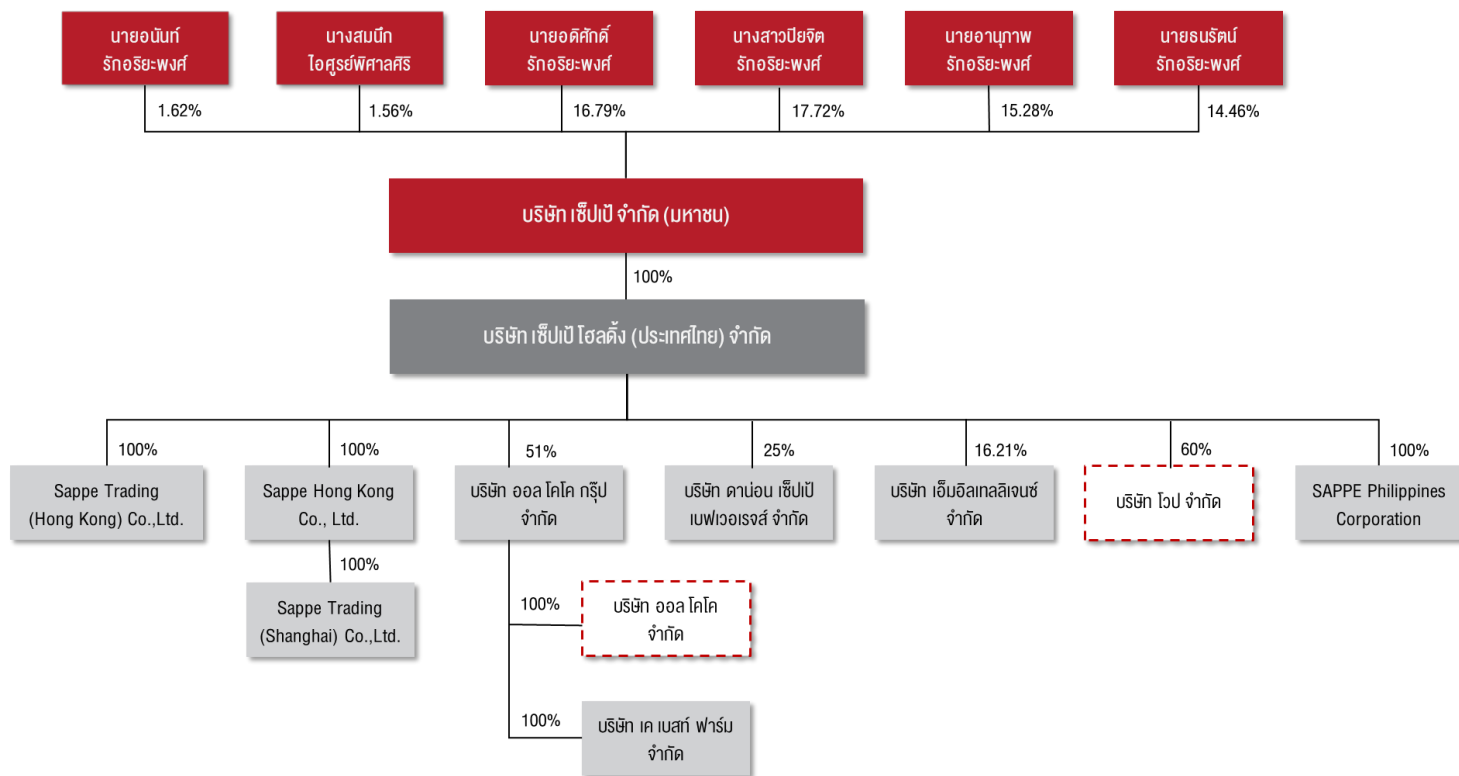 นายอนันท์
รักอริยะพงศ์
นางสมนึก
ไอศูรย์พิศาลศิริ
นายอดิศักดิ์
รักอริยะพงศ์
นางสาวปิยจิต
รักอริยะพงศ์
นายอานุภาพ
รักอริยะพงศ์
นายธนรัตน์
รักอริยะพงศ์
1.62%
1.56%
16.79%
17.72%
15.28%
14.46%
บริษัท เซ็ปเป้ จำกัด (มหาชน)
100%
บริษัท เซ็ปเป้ โฮลดิ้ง (ประเทศไทย) จำกัด
100%
100%
51%
25%
16.21%
60%
100%
Sappe Trading
(Hong Kong) Co.,Ltd.
Sappe Hong Kong
Co., Ltd.
บริษัท ออล โคโค กรุ๊ป
จำกัด
บริษัท ดาน่อน เซ็ปเป้
เบฟเวอเรจส์ จำกัด
บริษัท เอ็มอิลเทลลิเจนซ์
จำกัด
บริษัท โวป จำกัด
SAPPE Philippines
Corporation
100%
Sappe Trading
(Shanghai) Co.,Ltd.
100%
บริษัท ออล โคโค
จำกัด
100%
บริษัท เค เบสท์ ฟาร์ม
จำกัด